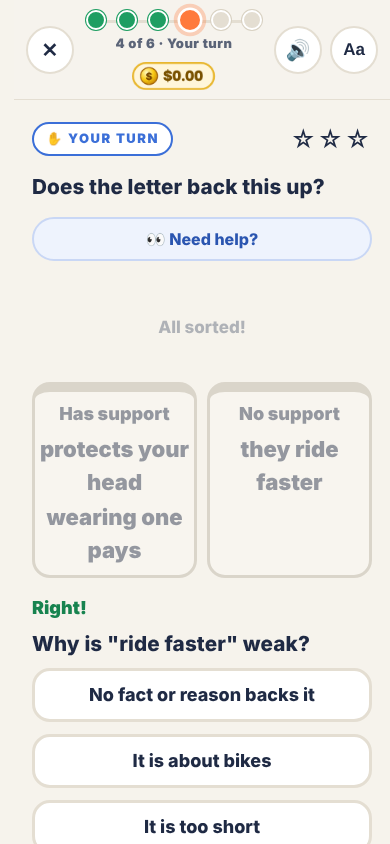 4 of 6 · Your turn
$0.00
Aa
YOUR TURN
Does the letter back this up?
Need help?
All sorted!
Has support
protects your
head
wearing one
pays
No support
they ride
faster
Right!
Why is "ride faster" weak?
No fact or reason backs it
It is about bikes
It is too short